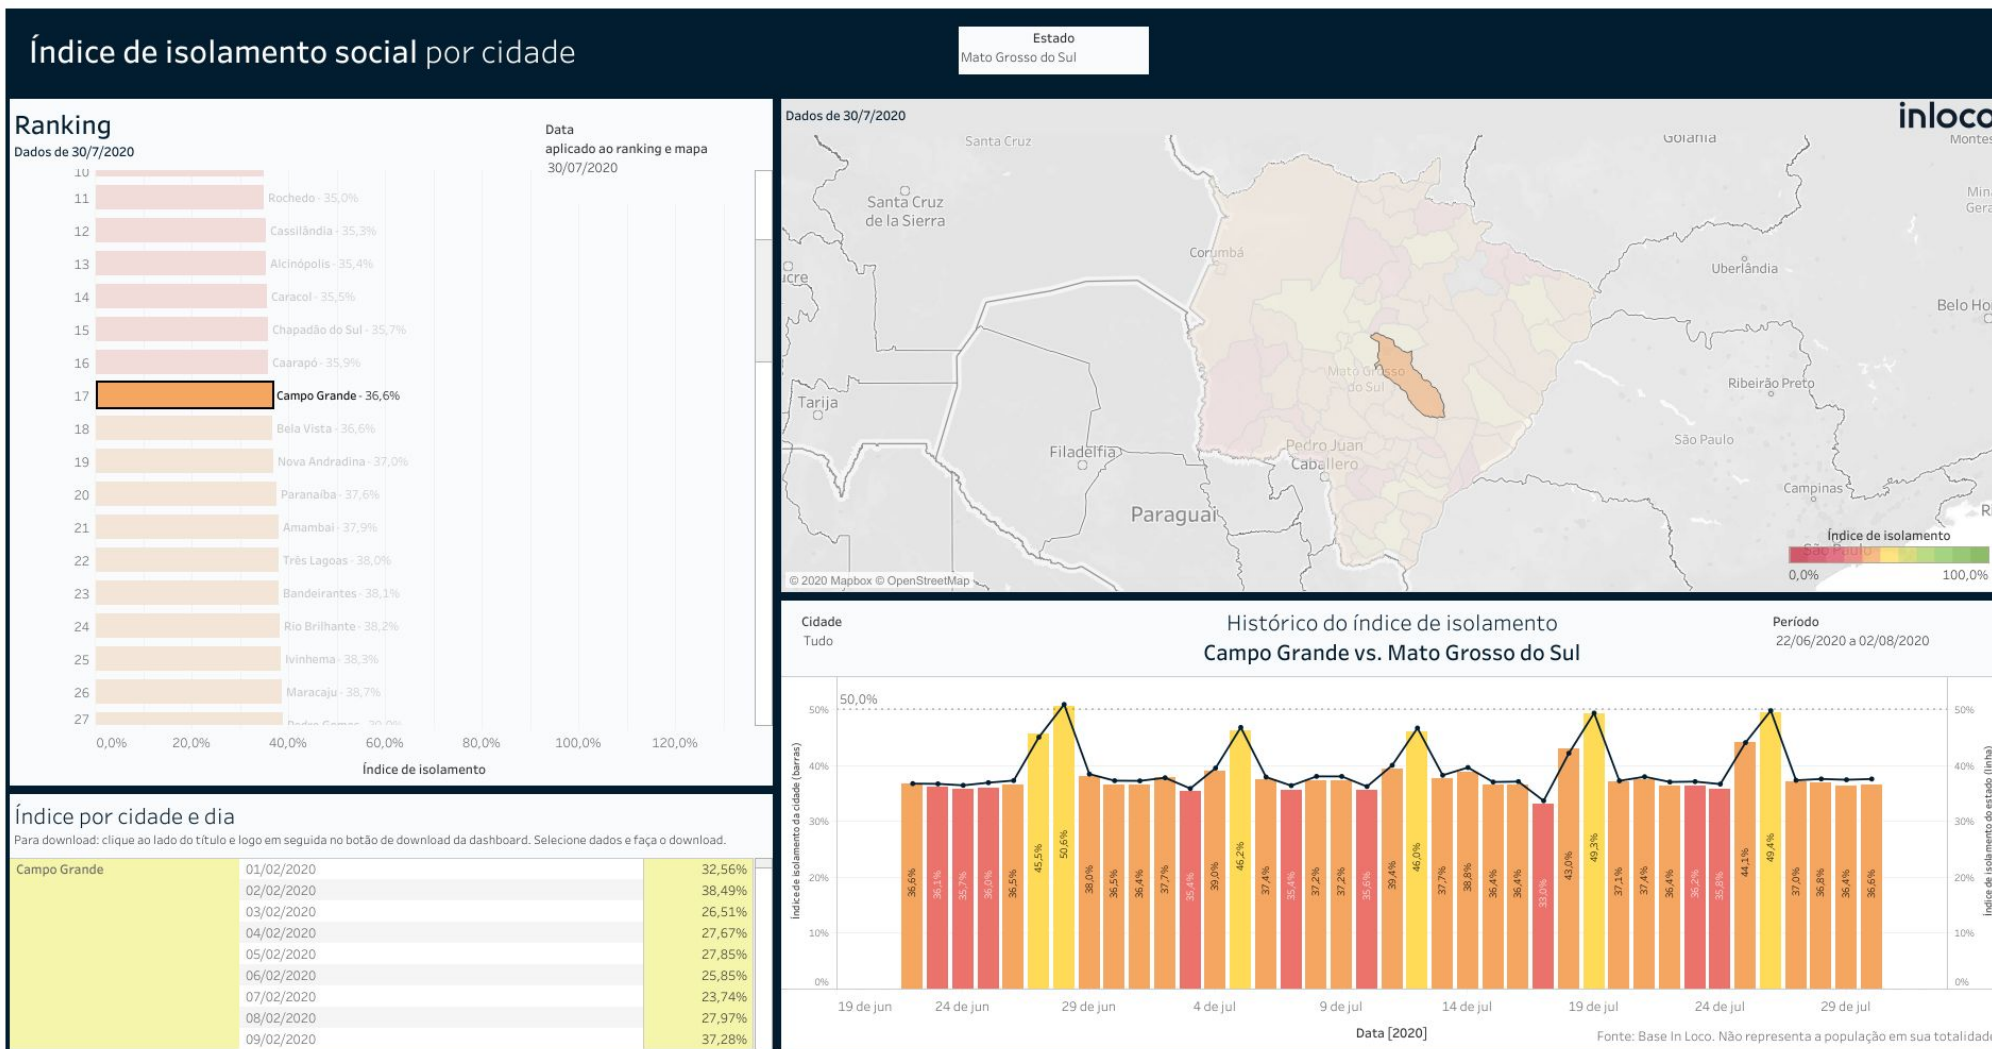 Índice de isolamento social por cidade
Estado
Mato Grosso do Sul
Ranking
Dados de 30/7/2020
Data
aplicado ao ranking e mapa
30/07/2020
10
11 Rochedo - 35,0%
12 Cassilândia - 35,3%
13 Alcinópolis - 35,4%
14 Caracol - 35,5%
15 Chapadão do Sul - 35,7%
16 Caarapó - 35,9%
17 Campo Grande - 36,6%
18 Bela Vista - 36,6%
19 Nova Andradina - 37,0%
20 Paranaíba - 37,6%
21 Amambai - 37,9%
22 Três Lagoas - 38,0%
23 Bandeirantes - 38,1%
24 Rio Brilhante - 38,2%
25 Ivinhema - 38,3%
26 Maracaju - 38,7%
27
0,0% 20,0% 40,0% 60,0% 80,0% 100,0% 120,0%
Índice de isolamento
Índice por cidade e dia
Para download: clique ao lado do título e logo em seguida no botão de download da dashboard. Selecione dados e faça o download.
Campo Grande 01/02/2020 32,56%
02/02/2020 38,49%
03/02/2020 26,51%
04/02/2020 27,67%
05/02/2020 27,85%
06/02/2020 25,85%
07/02/2020 23,74%
08/02/2020 27,97%
09/02/2020 37,28%
Dados de 30/7/2020
inloco
Santa Cruz
Goiânia
Montes
Santa Cruz
de la Sierra
Mina
Gera
Corumbá
Uberlândia
ucre
Belo Ho
Mato Grosso
do Sul
Ribeirão Preto
Tarija
Filadelfia
Pedro Juan
Caballero
São Paulo
Campinas
Paraguai
Ri
Índice de isolamento
São Paulo
0,0% 100,0%
© 2020 Mapbox © OpenStreetMap
Cidade
Tudo
Histórico do índice de isolamento
Campo Grande vs. Mato Grosso do Sul
Período
22/06/2020 a 02/08/2020
50,0%
Índice de isolamento da cidade (barras)
50%
40%
30%
20%
10%
0%
36,6% 36,1% 35,7% 36,0% 36,5% 45,5% 50,6% 38,0% 36,5% 36,4% 37,7% 35,4% 39,0% 46,2% 37,4% 35,4% 37,2% 37,2% 35,6% 39,4% 46,0% 37,7% 38,8% 36,4% 36,4% 33,0% 43,0% 49,3% 37,1% 37,4% 36,4% 36,2% 35,8% 44,1% 49,4% 37,0% 36,8% 36,4% 36,6%
50%
40%
30%
20%
10%
0%
Índice de isolamento do estado (linha)
19 de jun 24 de jun 29 de jun 4 de jul 9 de jul 14 de jul 19 de jul 24 de jul 29 de jul
Data [2020]
Fonte: Base In Loco. Não representa a população em sua totalidade